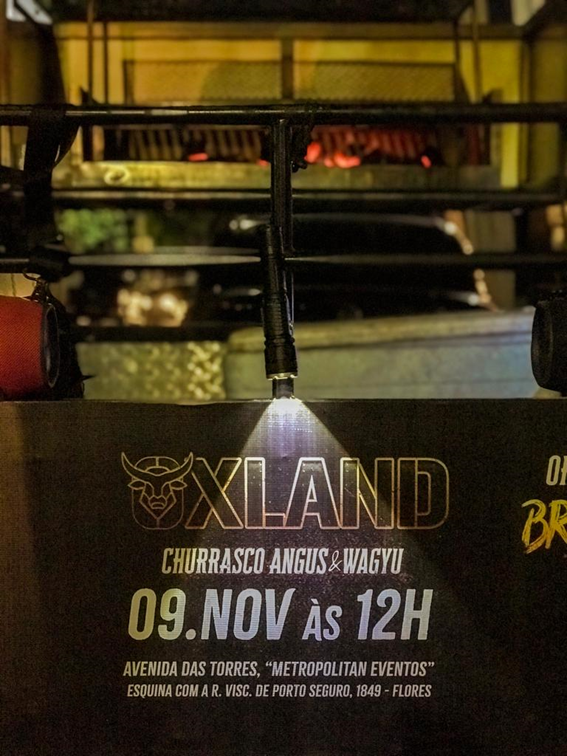 OXLAND
CHURRASCO ANGUS & WAGYU
09.NOV ÀS 12H
AVENIDA DAS TORRES, “METROPOLITAN EVENTOS”
ESQUINA COM A R. VISC. DE PORTO SEGURO, 1849 - FLORES